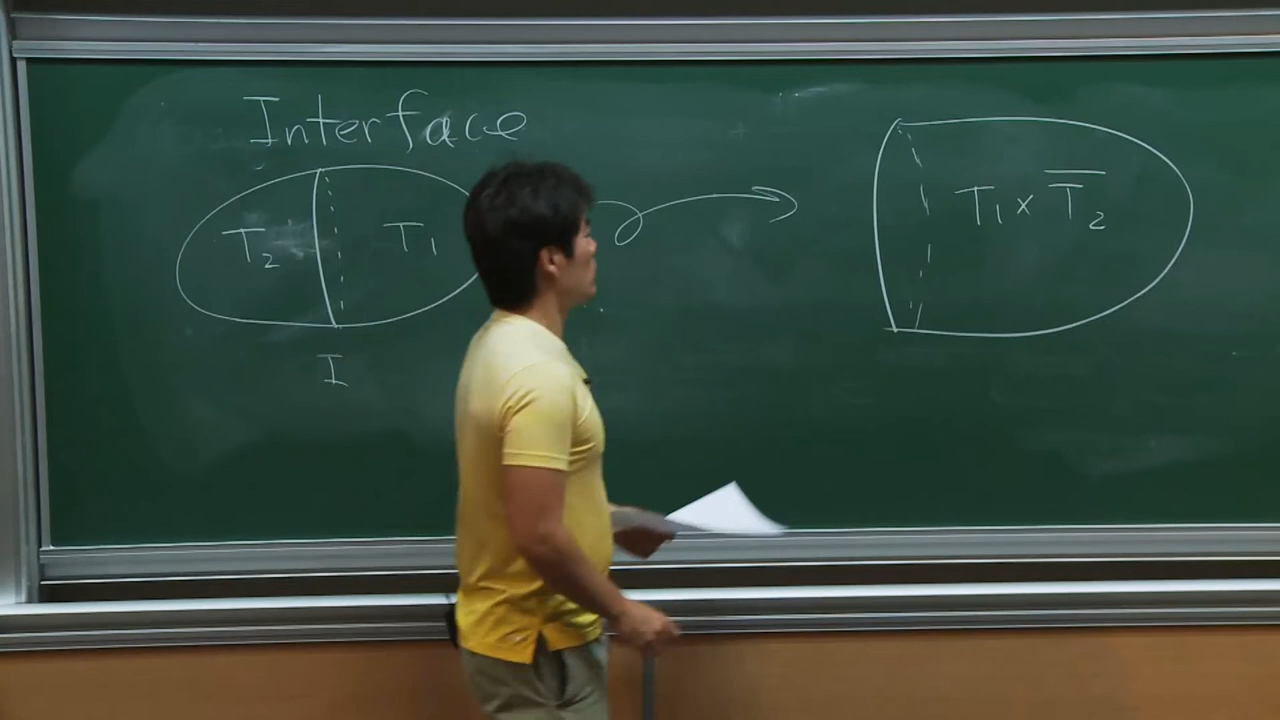 Interface
T₂ T₁
I
T₁ × T̅₂